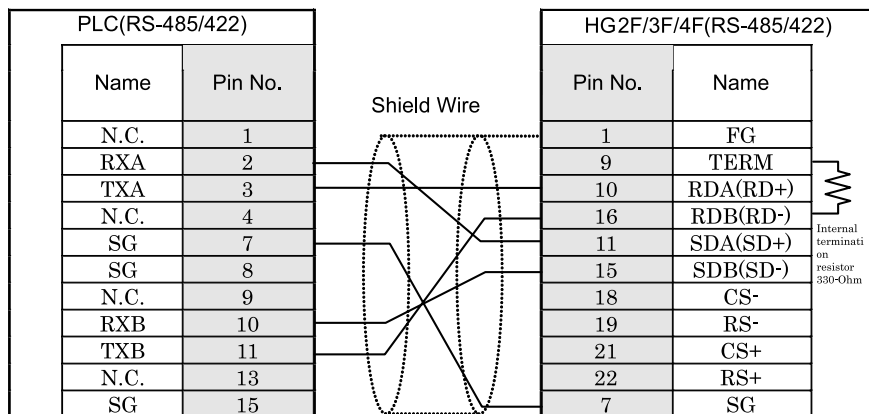 PLC(RS-485/422)
HG2F/3F/4F(RS-485/422)
Name Pin No.
Shield Wire
Pin No. Name
N.C. 1
1 FG
RXA 2
9 TERM
TXA 3
10 RDA(RD+)
N.C. 4
16 RDB(RD-)
SG 7
11 SDA(SD+)
SG 8
15 SDB(SD-)
N.C. 9
18 CS-
RXB 10
19 RS-
TXB 11
21 CS+
N.C. 13
22 RS+
SG 15
7 SG
Internal
terminati
on
resistor
330-Ohm